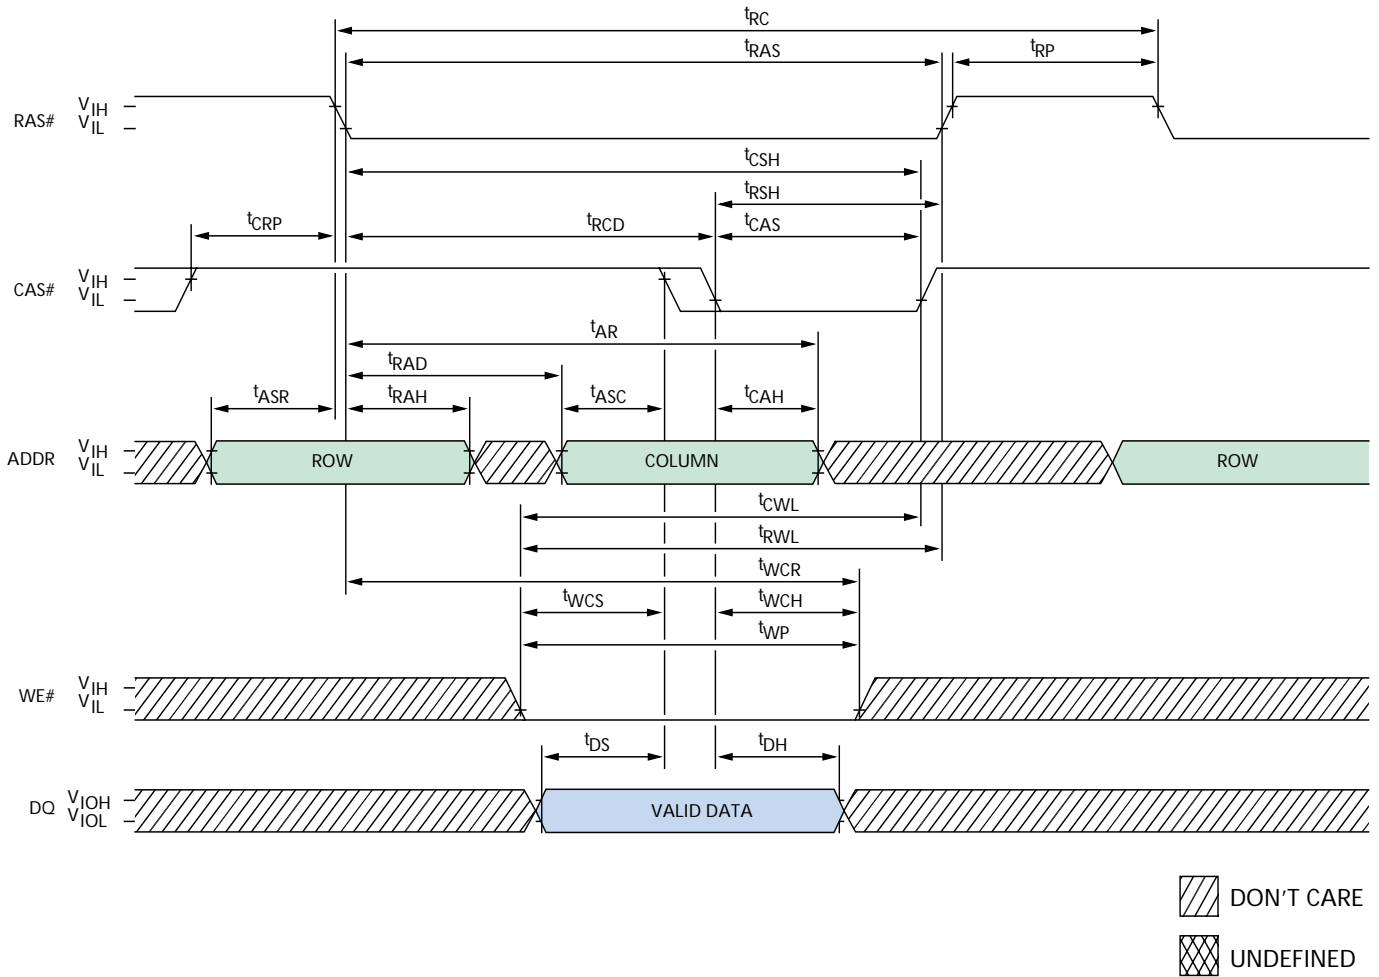 tRC
tRAS
tRP
RAS# VIH
VIL
tCSH
tRSH
tCRP
tRCD
tCAS
CAS# VIH
VIL
tAR
tRAD
tASR
tRAH
tASC
tCAH
ADDR VIH
VIL
ROW
COLUMN
ROW
tCWL
tRWL
tWCR
tWCS
tWCH
tWP
WE# VIH
VIL
tDS
tDH
DQ VIOH
VIOL
VALID DATA
DON'T CARE
UNDEFINED